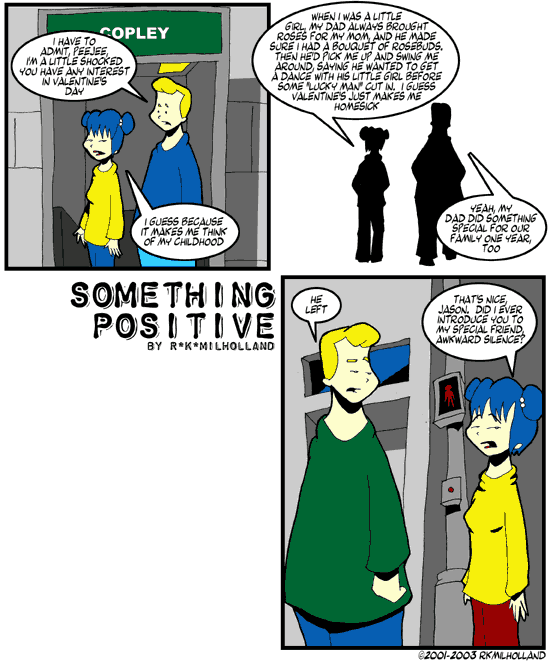 COPLEY
I HAVE TO
ADMIT, PEEJEE,
I'M A LITTLE SHOCKED
YOU HAVE ANY INTEREST
IN VALENTINE'S
DAY
I GUESS BECAUSE
IT MAKES ME THINK
OF MY CHILDHOOD
WHEN I WAS A LITTLE
GIRL, MY DAD ALWAYS BROUGHT
ROSES FOR MY MOM, AND HE MADE
SURE I HAD A BOUQUET OF ROSEBUDS.
THEN HE'D PICK ME UP AND SWING ME
AROUND, SAYING HE WANTED TO GET
A DANCE WITH HIS LITTLE GIRL BEFORE
SOME "LUCKY MAN" CUT IN. I GUESS
VALENTINE'S JUST MAKES ME
HOMESICK
YEAH, MY
DAD DID SOMETHING
SPECIAL FOR OUR
FAMILY ONE YEAR,
TOO
SOMETHING
POSITIVE
BY R*K*MILHOLLAND
HE
LEFT
THAT'S NICE,
JASON. DID I EVER
INTRODUCE YOU TO
MY SPECIAL FRIEND,
AWKWARD SILENCE?
©2001-2003 RKMILHOLLAND